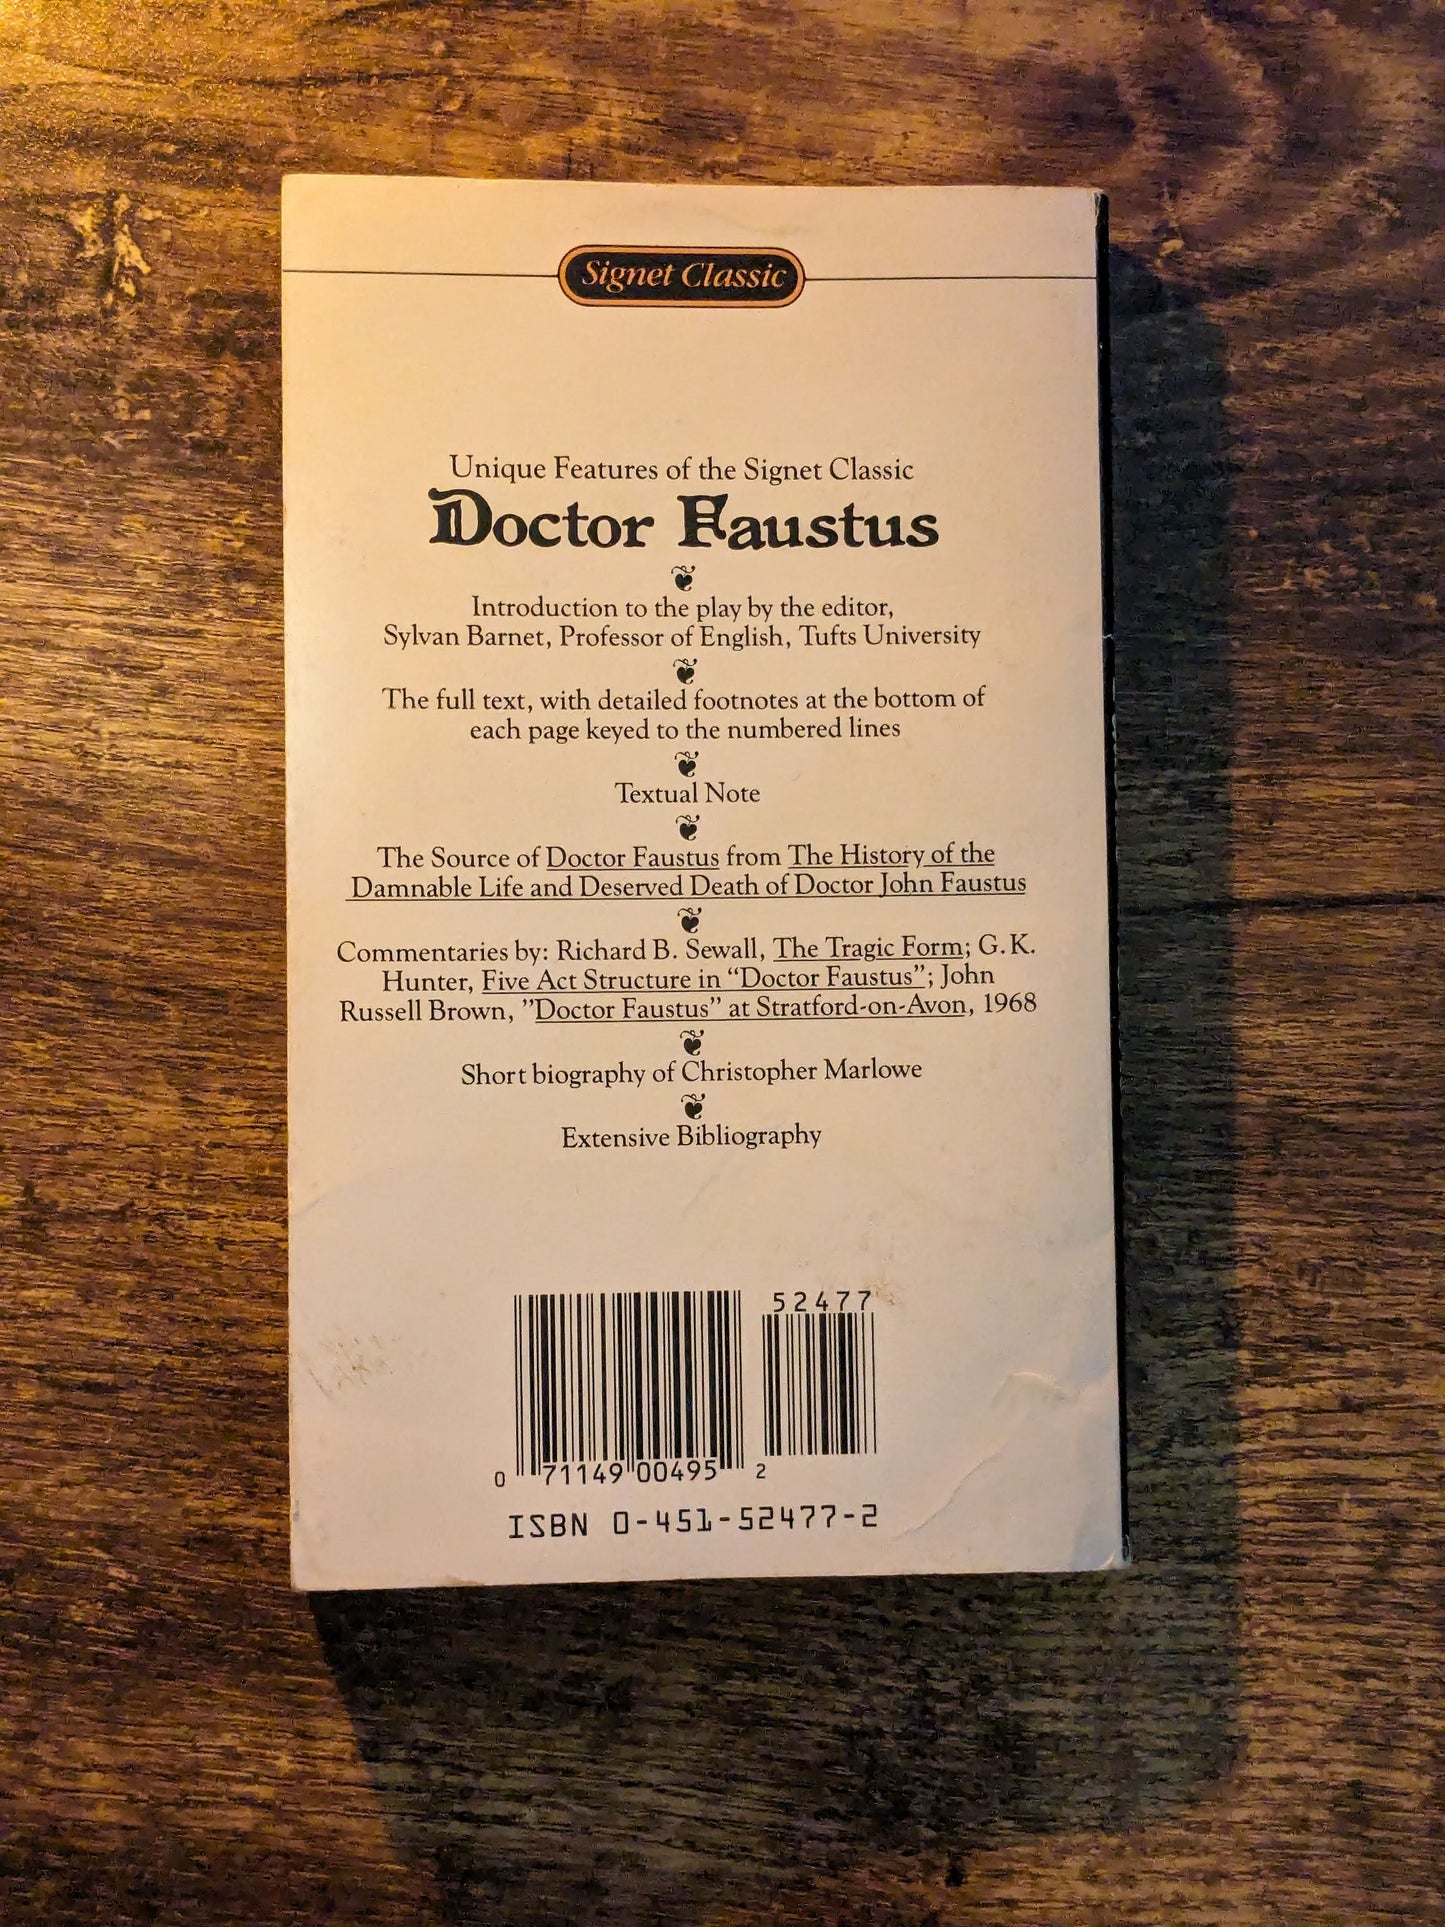 Signet Classic
Unique Features of the Signet Classic
Doctor Faustus
Introduction to the play by the editor,
Sylvan Barnet, Professor of English, Tufts University
The full text, with detailed footnotes at the bottom of
each page keyed to the numbered lines
Textual Note
The Source of Doctor Faustus from The History of the
Damnable Life and Deserved Death of Doctor John Faustus
Commentaries by: Richard B. Sewall, The Tragic Form; G.K.
Hunter, Five Act Structure in “Doctor Faustus”; John
Russell Brown, ”Doctor Faustus” at Stratford-on-Avon, 1968
Short biography of Christopher Marlowe
Extensive Bibliography
52477
0 71149 00495 2
ISBN 0-451-52477-2